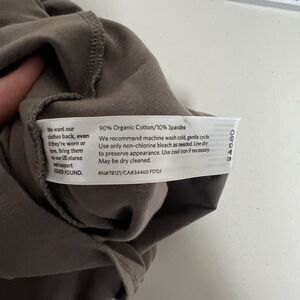 We want our
clothes back, even
if they're worn or
torn. Bring them
to our US stores
and support
FOUND.
90% Organic Cotton/10% Spandex
We recommend machine wash cold, gentle cycle.
Use only non-chlorine bleach as needed. Line dry
to preserve appearance. Use cool iron if necessary.
May be dry cleaned.
RN#78121/CA#34460 F17GJ